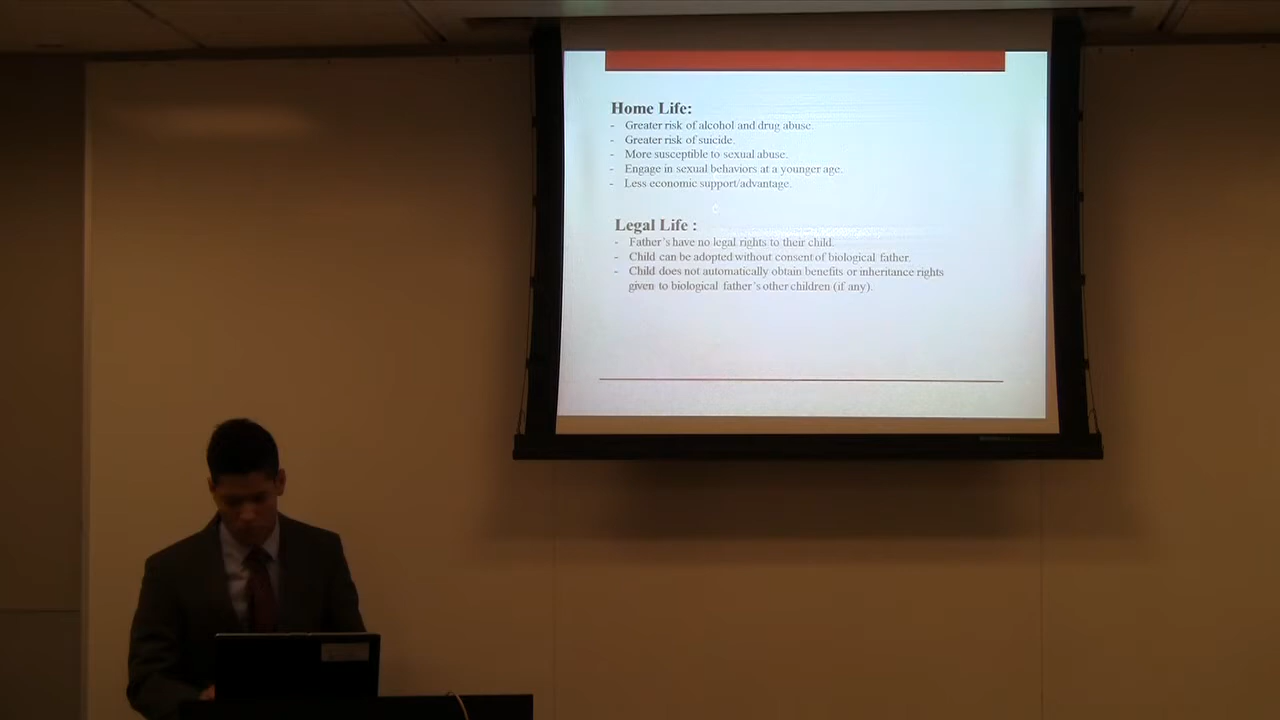 Home Life:
- Greater risk of alcohol and drug abuse.
- Greater risk of suicide.
- More susceptible to sexual abuse.
- Engage in sexual behaviors at a younger age.
- Less economic support/advantage.
Legal Life :
- Father's have no legal rights to their child.
- Child can be adopted without consent of biological father.
- Child does not automatically obtain benefits or inheritance rights
given to biological father's other children (if any).